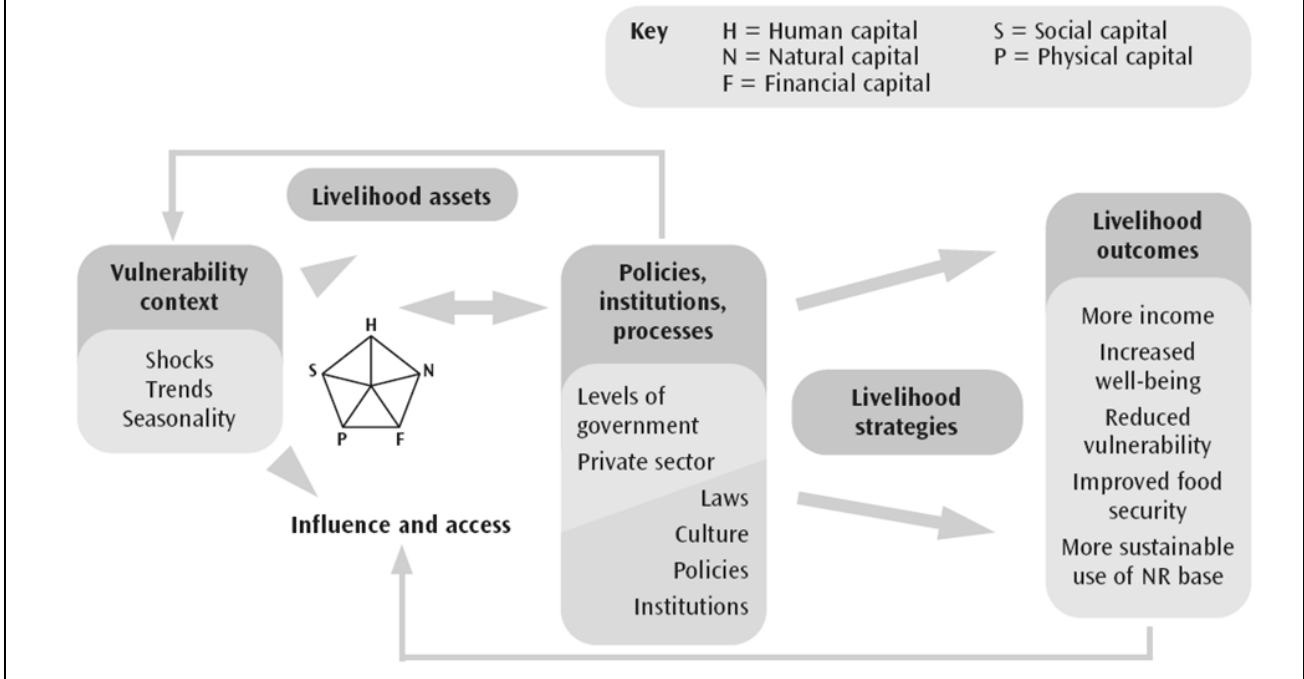 Key
H = Human capital
N = Natural capital
F = Financial capital
S = Social capital
P = Physical capital
Livelihood assets
Vulnerability
context
Shocks
Trends
Seasonality
H
S
N
P
F
Influence and access
Policies,
institutions,
processes
Levels of
government
Private sector
Laws
Culture
Policies
Institutions
Livelihood
strategies
Livelihood
outcomes
More income
Increased
well-being
Reduced
vulnerability
Improved food
security
More sustainable
use of NR base